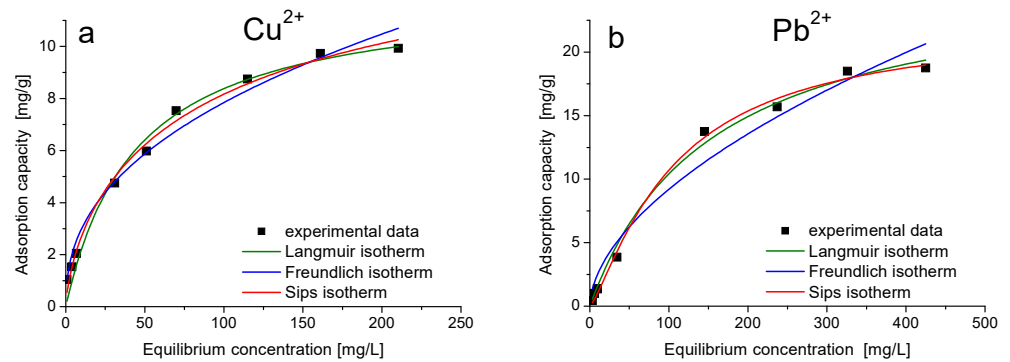 a
Cu2+
Adsorption capacity [mg/g]
10
8
6
4
2
0
experimental data
Langmuir isotherm
Freundlich isotherm
Sips isotherm
0 50 100 150 200 250
Equilibrium concentration [mg/L]
b
Pb2+
Adsorption capacity [mg/g]
20
15
10
5
0
experimental data
Langmuir isotherm
Freundlich isotherm
Sips isotherm
0 100 200 300 400 500
Equilibrium concentration [mg/L]